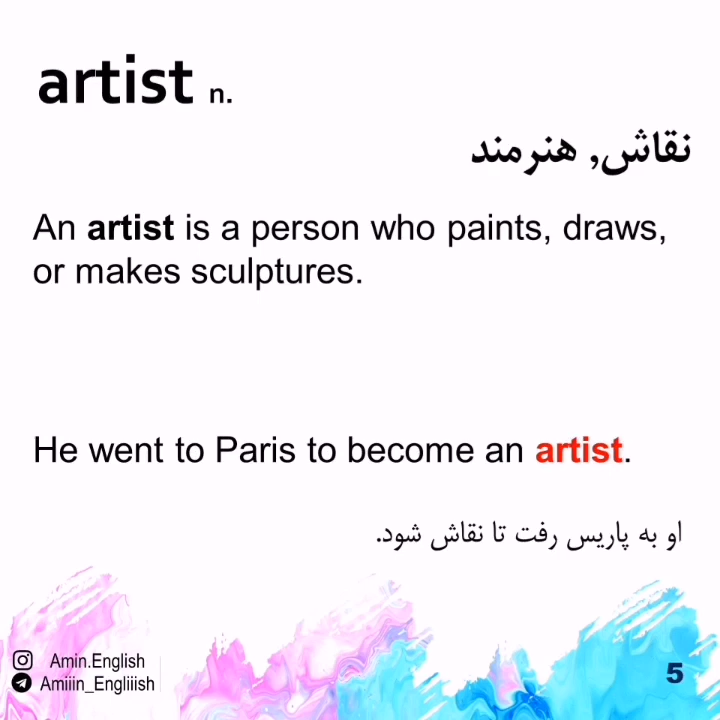 artist n.
نقاش, هنرمند
An artist is a person who paints, draws,
or makes sculptures.
He went to Paris to become an artist.
او به پاریس رفت تا نقاش شود.
Amin.English
Amiiin_Engliiish
5